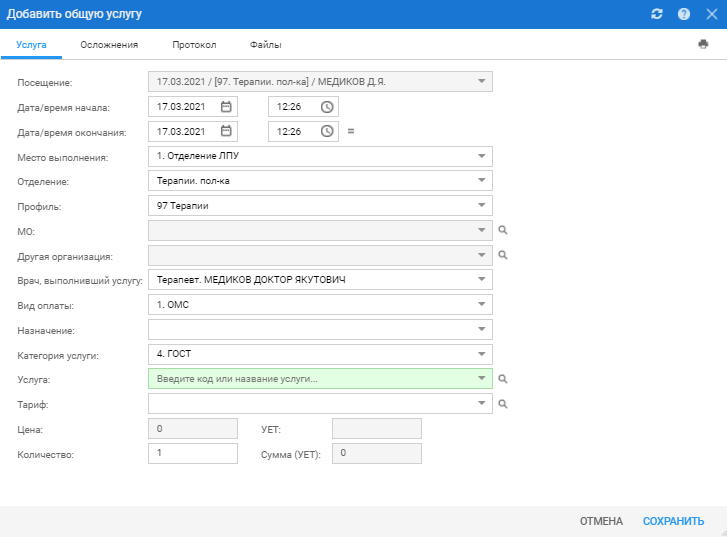 Добавить общую услугу
Услуга Осложнения Протокол Файлы
Посещение: 17.03.2021 / [97. Терапии. пол-ка] / МЕДИКОВ Д.Я.
Дата/время начала: 17.03.2021 12:26
Дата/время окончания: 17.03.2021 12:26 =
Место выполнения: 1. Отделение ЛПУ
Отделение: Терапии. пол-ка
Профиль: 97 Терапии
МО:
Другая организация:
Врач, выполнивший услугу: Терапевт. МЕДИКОВ ДОКТОР ЯКУТОВИЧ
Вид оплаты: 1. ОМС
Назначение:
Категория услуги: 4. ГОСТ
Услуга: Введите код или название услуги...
Тариф:
Цена: 0 УЕТ:
Количество: 1 Сумма (УЕТ): 0
ОТМЕНА СОХРАНИТЬ